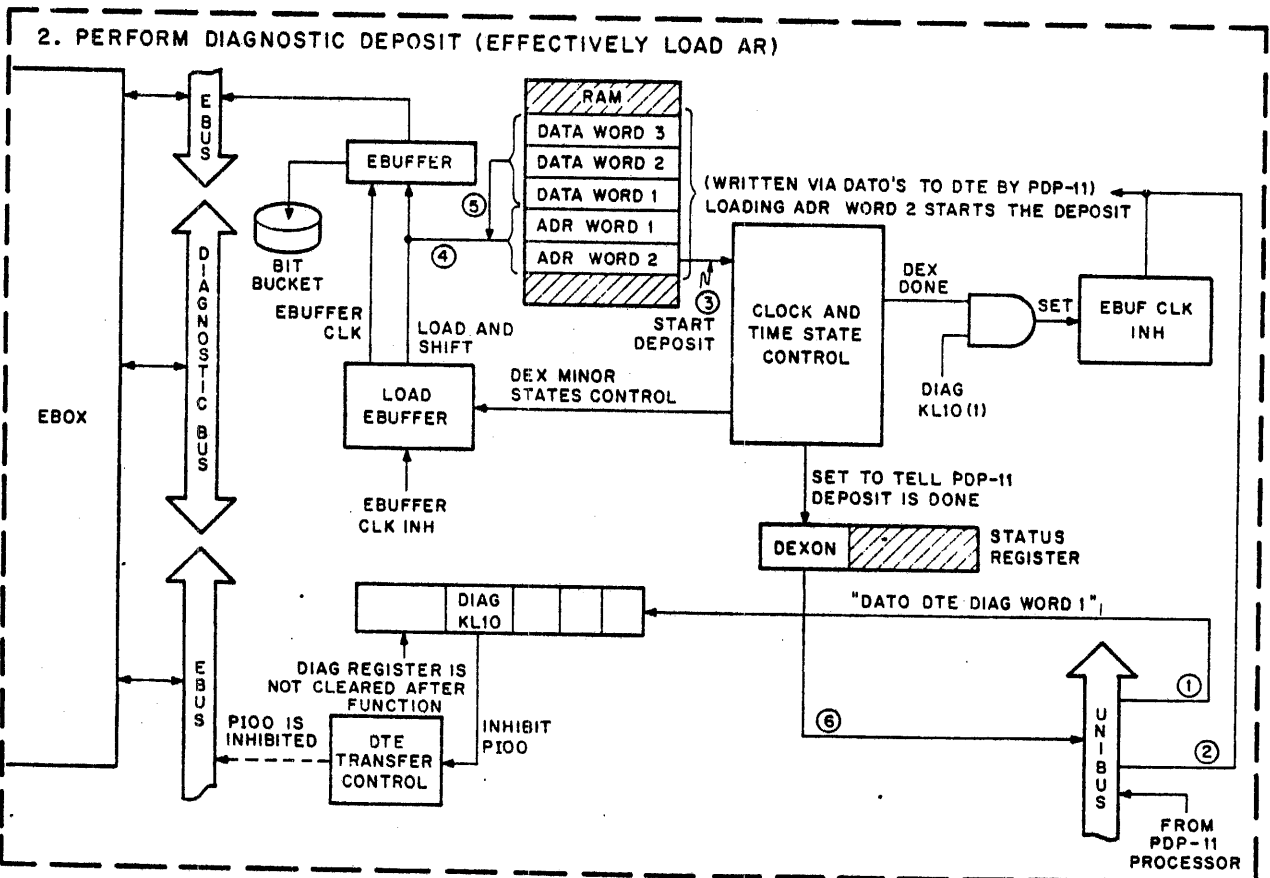 2. PERFORM DIAGNOSTIC DEPOSIT (EFFECTIVELY LOAD AR)
EBUS
RAM
DATA WORD 3
DATA WORD 2
DATA WORD 1
ADR WORD 1
ADR WORD 2
EBUFFER
(WRITTEN VIA DATO'S TO DTE BY PDP-11)
LOADING ADR WORD 2 STARTS THE DEPOSIT
⑤
④
③
START
DEPOSIT
BIT
BUCKET
DIAGNOSTIC BUS
EBUFFER
CLK
LOAD AND
SHIFT
CLOCK AND
TIME STATE
CONTROL
DEX
DONE
SET
EBUF CLK
INH
DIAG
KL10(1)
DEX MINOR
STATES CONTROL
LOAD
EBUFFER
EBOX
EBUFFER
CLK INH
SET TO TELL PDP-11
DEPOSIT IS DONE
DEXON
STATUS
REGISTER
DIAG
KL10
"DATO DTE DIAG WORD 1"
DIAG REGISTER IS
NOT CLEARED AFTER
FUNCTION
EBUS
PIOO IS
INHIBITED
DTE
TRANSFER
CONTROL
INHIBIT
PIOO
⑥
①
②
UNIBUS
FROM
PDP-11
PROCESSOR